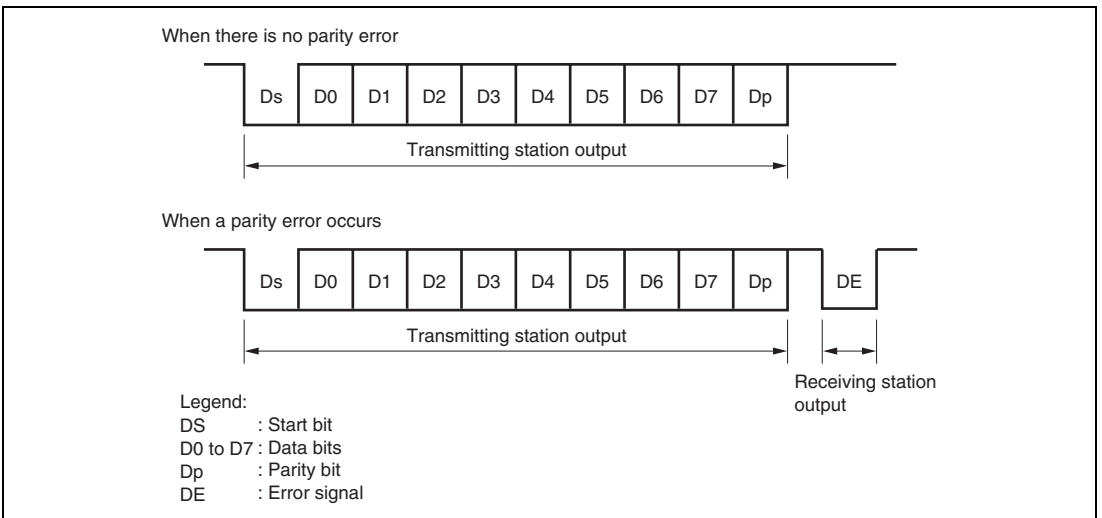 When there is no parity error
Ds D0 D1 D2 D3 D4 D5 D6 D7 Dp
Transmitting station output
When a parity error occurs
Ds D0 D1 D2 D3 D4 D5 D6 D7 Dp DE
Transmitting station output
Receiving station
output
Legend:
DS : Start bit
D0 to D7 : Data bits
Dp : Parity bit
DE : Error signal